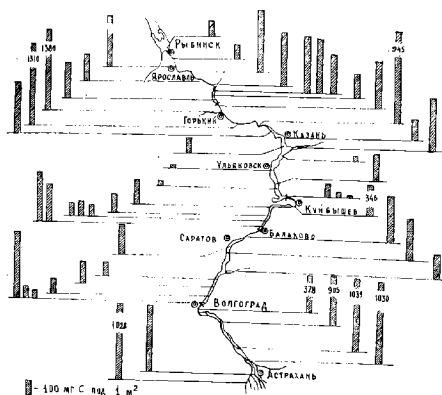 1310
1380
945
РЫБИНСК
ЯРОСЛАВЛЬ
ГОРЬКИЙ
КАЗАНЬ
УЛЬЯНОВСК
346
КУЙБЫШЕВ
САРАТОВ
БАЛАКОВО
378
905
1035
1030
ВОЛГОГРАД
1028
АСТРАХАНЬ
- 100 МГ С ПОД 1 М²